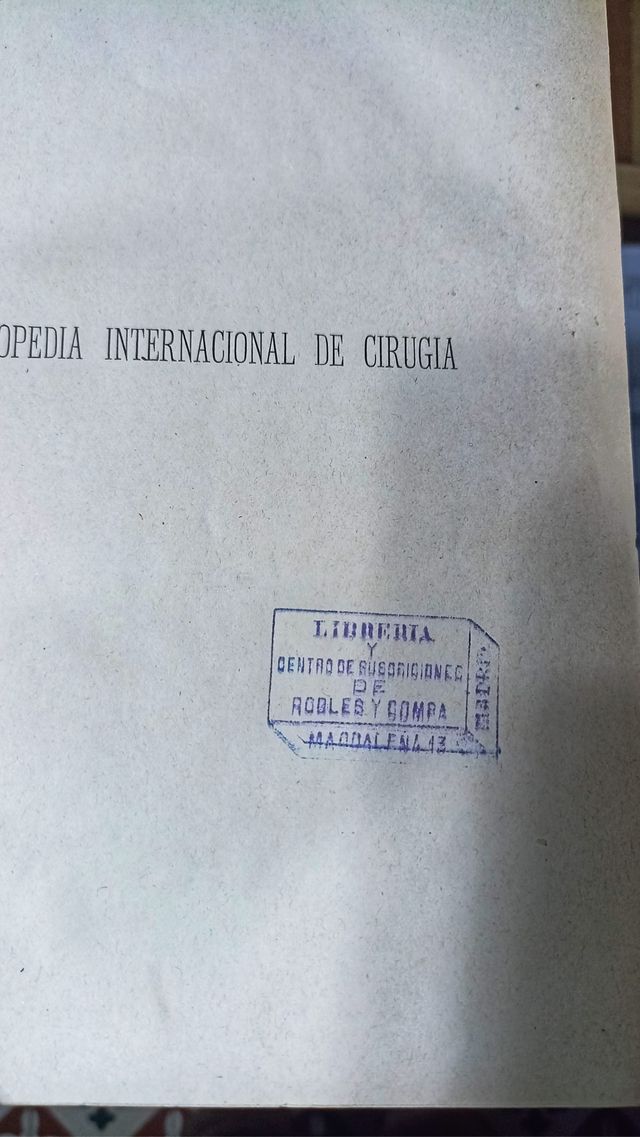 OPEDIA INTERNACIONAL DE CIRUGIA
LIBRERIA
Y
CENTRO DE SUSCRICIONES
DE
ROBLES Y COMPA
MAGDALENA 13
MADRID